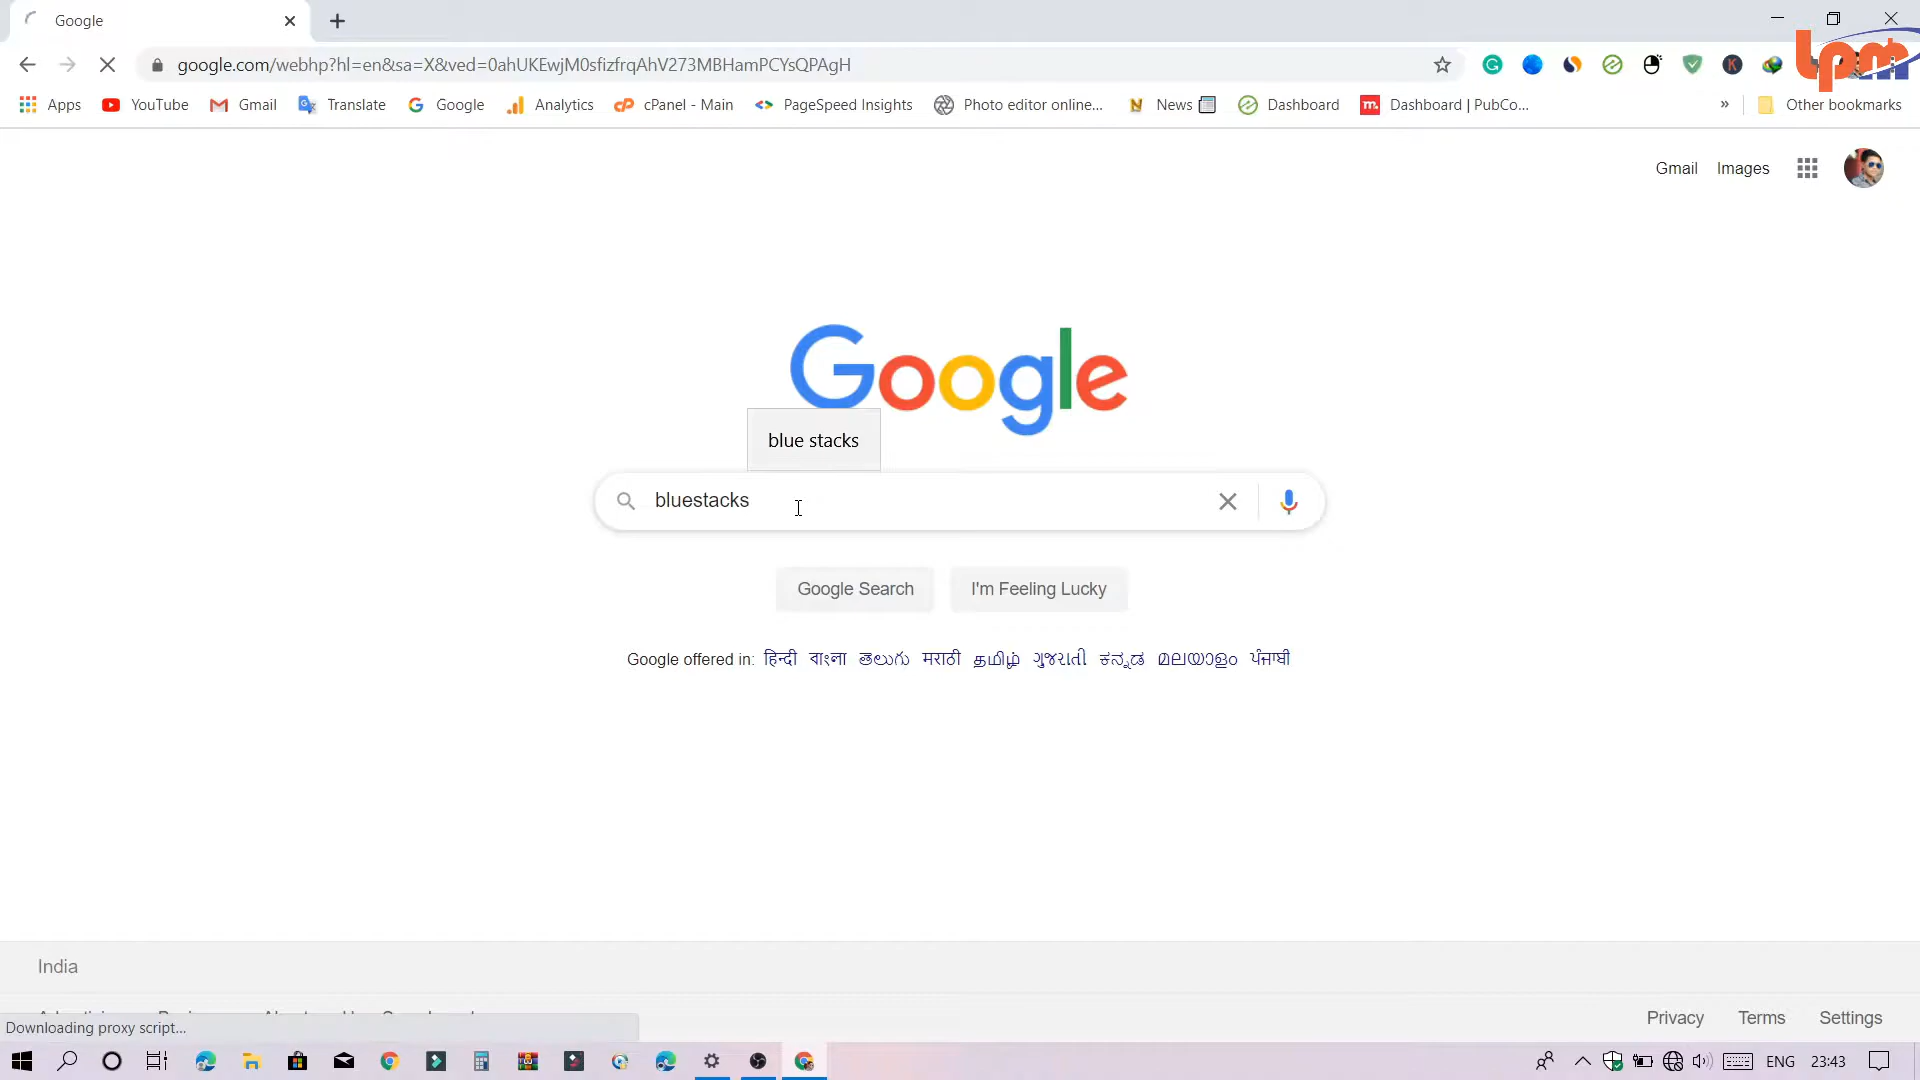 Google
lpm
google.com/webhp?hl=en&sa=X&ved=0ahUKEwjM0sfizfrqAhV273MBHamPCYsQPAgH
Apps YouTube Gmail Translate Google Analytics cPanel - Main PageSpeed Insights Photo editor online... News Dashboard Dashboard | PubCo... » Other bookmarks
Gmail Images
Google
blue stacks
bluestacks
Google Search I'm Feeling Lucky
Google offered in: हिन्दी বাংলা తెలుగు मराठी தமிழ் ગુજરાતી ಕನ್ನಡ മലയാളം ਪੰਜਾਬੀ
India
Privacy Terms Settings
Downloading proxy script...
ENG 23:43